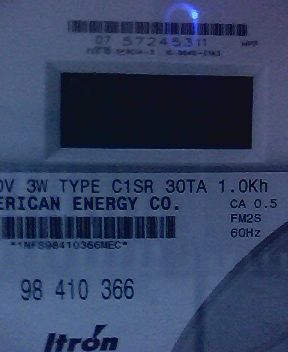 07 57245311
0V 3W TYPE C1SR 30TA 1.0Kh
ERICAN ENERGY CO.
CA 0.5
FM2S
60Hz
*1NFS98410366MEC*
98 410 366
Itrón